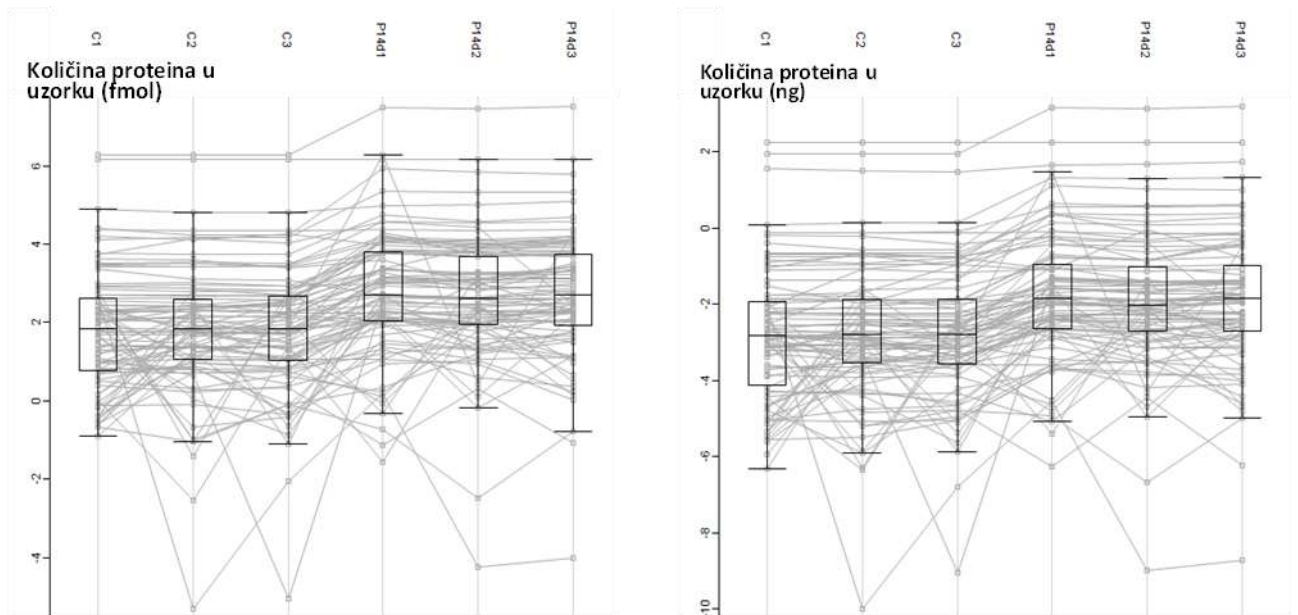 C1
C2
C3
P14d1
P14d2
P14d3
Količina proteina u
uzorku (fmol)
6
4
2
0
-2
-4
C1
C2
C3
P14d1
P14d2
P14d3
Količina proteina u
uzorku (ng)
2
0
-2
-4
-6
-8
-10